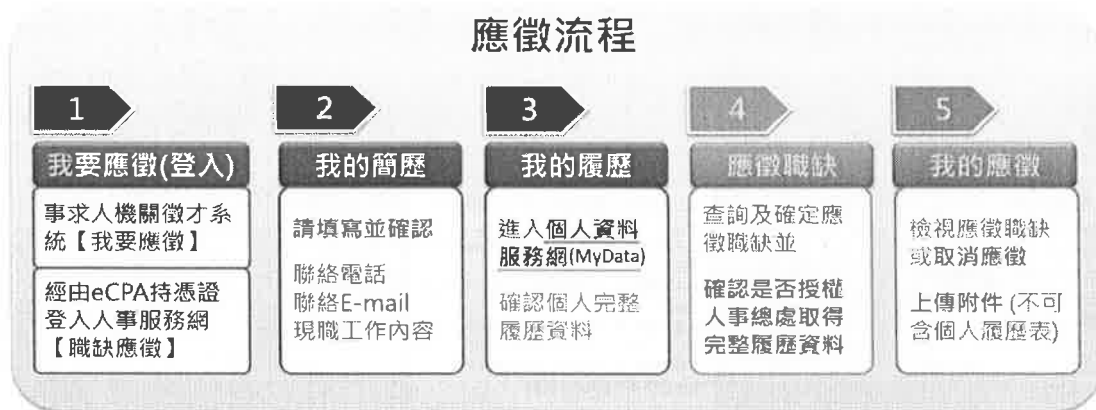 應徵流程
1
我要應徵(登入)
事求人機關徵才系
統【我要應徵】
經由eCPA持憑證
登入人事服務網
【職缺應徵】
2
我的簡歷
請填寫並確認
聯絡電話
聯絡E-mail
現職工作內容
3
我的履歷
進入個人資料
服務網(MyData)
確認個人完整
履歷資料
4
應徵職缺
查詢及確定應
徵職缺並
確認是否授權
人事總處取得
完整履歷資料
5
我的應徵
檢視應徵職缺
或取消應徵
上傳附件 (不可
含個人履歷表)